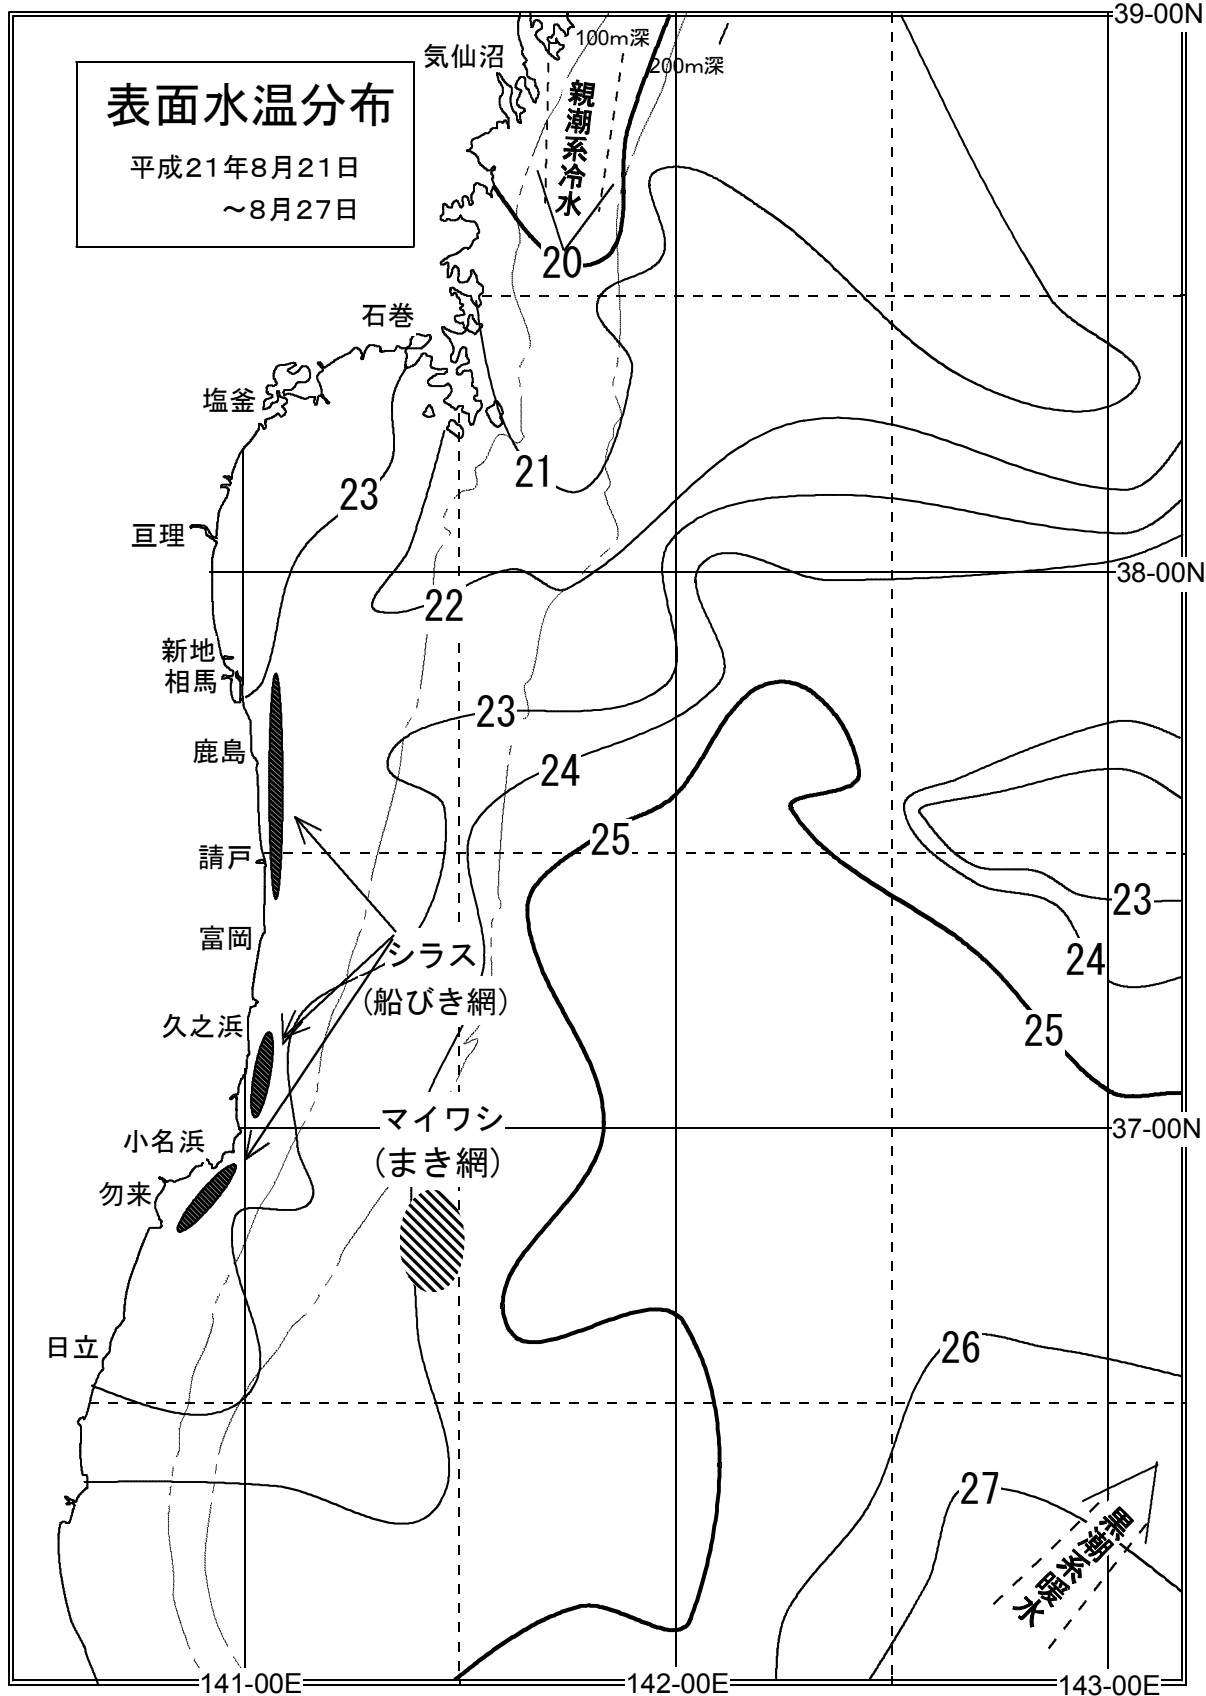 39-00N
100m深
気仙沼
200m深
表面水温分布
平成21年8月21日
～8月27日
親潮系冷水
20
石巻
塩釜
21
23
亘理
38-00N
22
新地
相馬
23
鹿島
24
25
請戸
23
富岡
シラス
(船びき網)
24
久之浜
25
マイワシ
(まき網)
37-00N
小名浜
勿来
日立
26
27
黒潮系暖水
141-00E
142-00E
143-00E